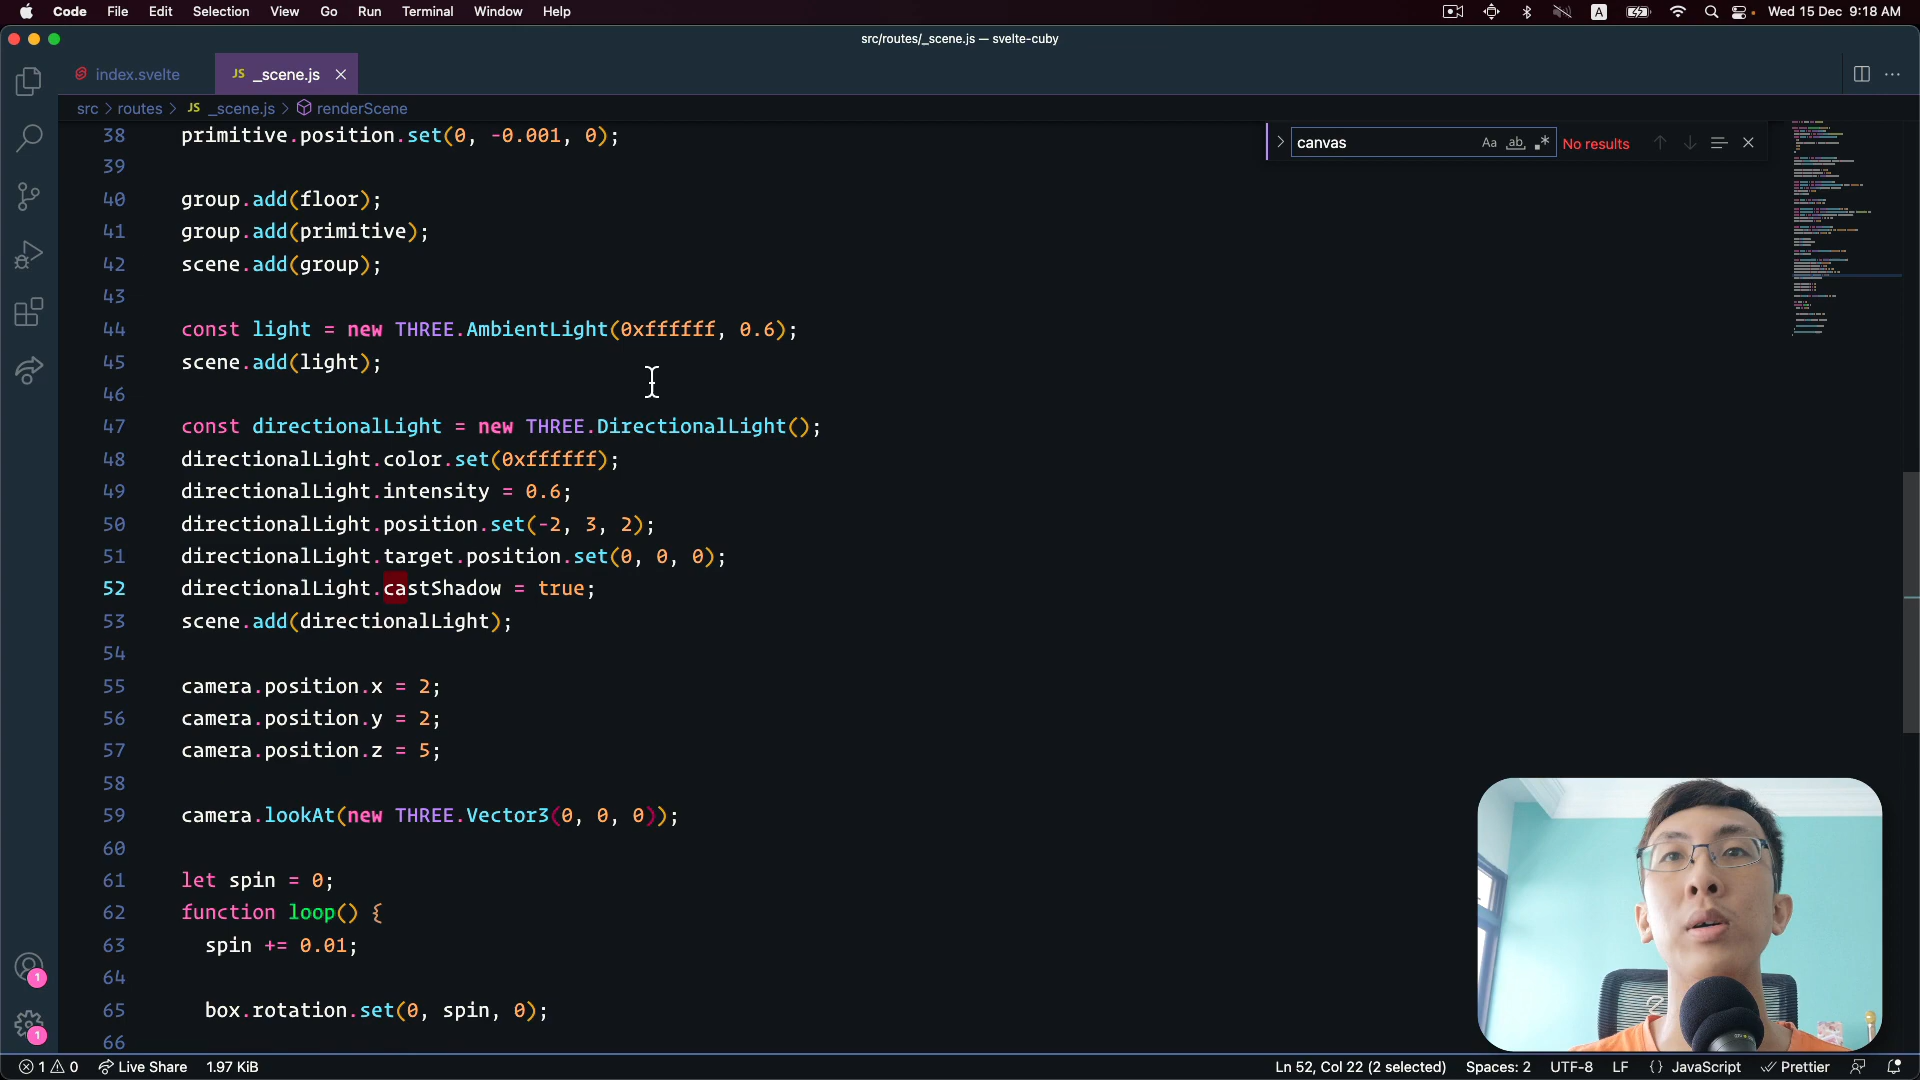 Code File Edit Selection View Go Run Terminal Window Help A Wed 15 Dec 9:18 AM
src/routes/_scene.js — svelte-cuby
index.svelte JS _scene.js
src > routes > JS _scene.js > renderScene
canvas Aa ab No results
38 primitive.position.set(0, -0.001, 0);
39
40 group.add(floor);
41 group.add(primitive);
42 scene.add(group);
43
44 const light = new THREE.AmbientLight(0xffffff, 0.6);
45 scene.add(light);
46
47 const directionalLight = new THREE.DirectionalLight();
48 directionalLight.color.set(0xffffff);
49 directionalLight.intensity = 0.6;
50 directionalLight.position.set(-2, 3, 2);
51 directionalLight.target.position.set(0, 0, 0);
52 directionalLight.castShadow = true;
53 scene.add(directionalLight);
54
55 camera.position.x = 2;
56 camera.position.y = 2;
57 camera.position.z = 5;
58
59 camera.lookAt(new THREE.Vector3(0, 0, 0));
60
61 let spin = 0;
62 function loop() {
63 spin += 0.01;
64
65 box.rotation.set(0, spin, 0);
66
1
1
1 0 Live Share 1.97 KiB Ln 52, Col 22 (2 selected) Spaces: 2 UTF-8 LF {} JavaScript Prettier